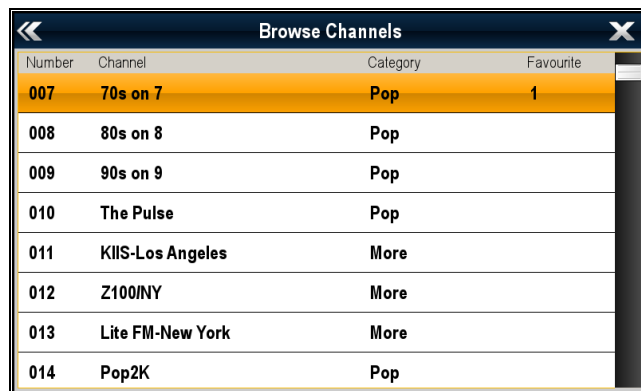 Browse Channels
Number Channel Category Favourite
007 70s on 7 Pop 1
008 80s on 8 Pop
009 90s on 9 Pop
010 The Pulse Pop
011 KIIS-Los Angeles More
012 Z100/NY More
013 Lite FM-New York More
014 Pop2K Pop